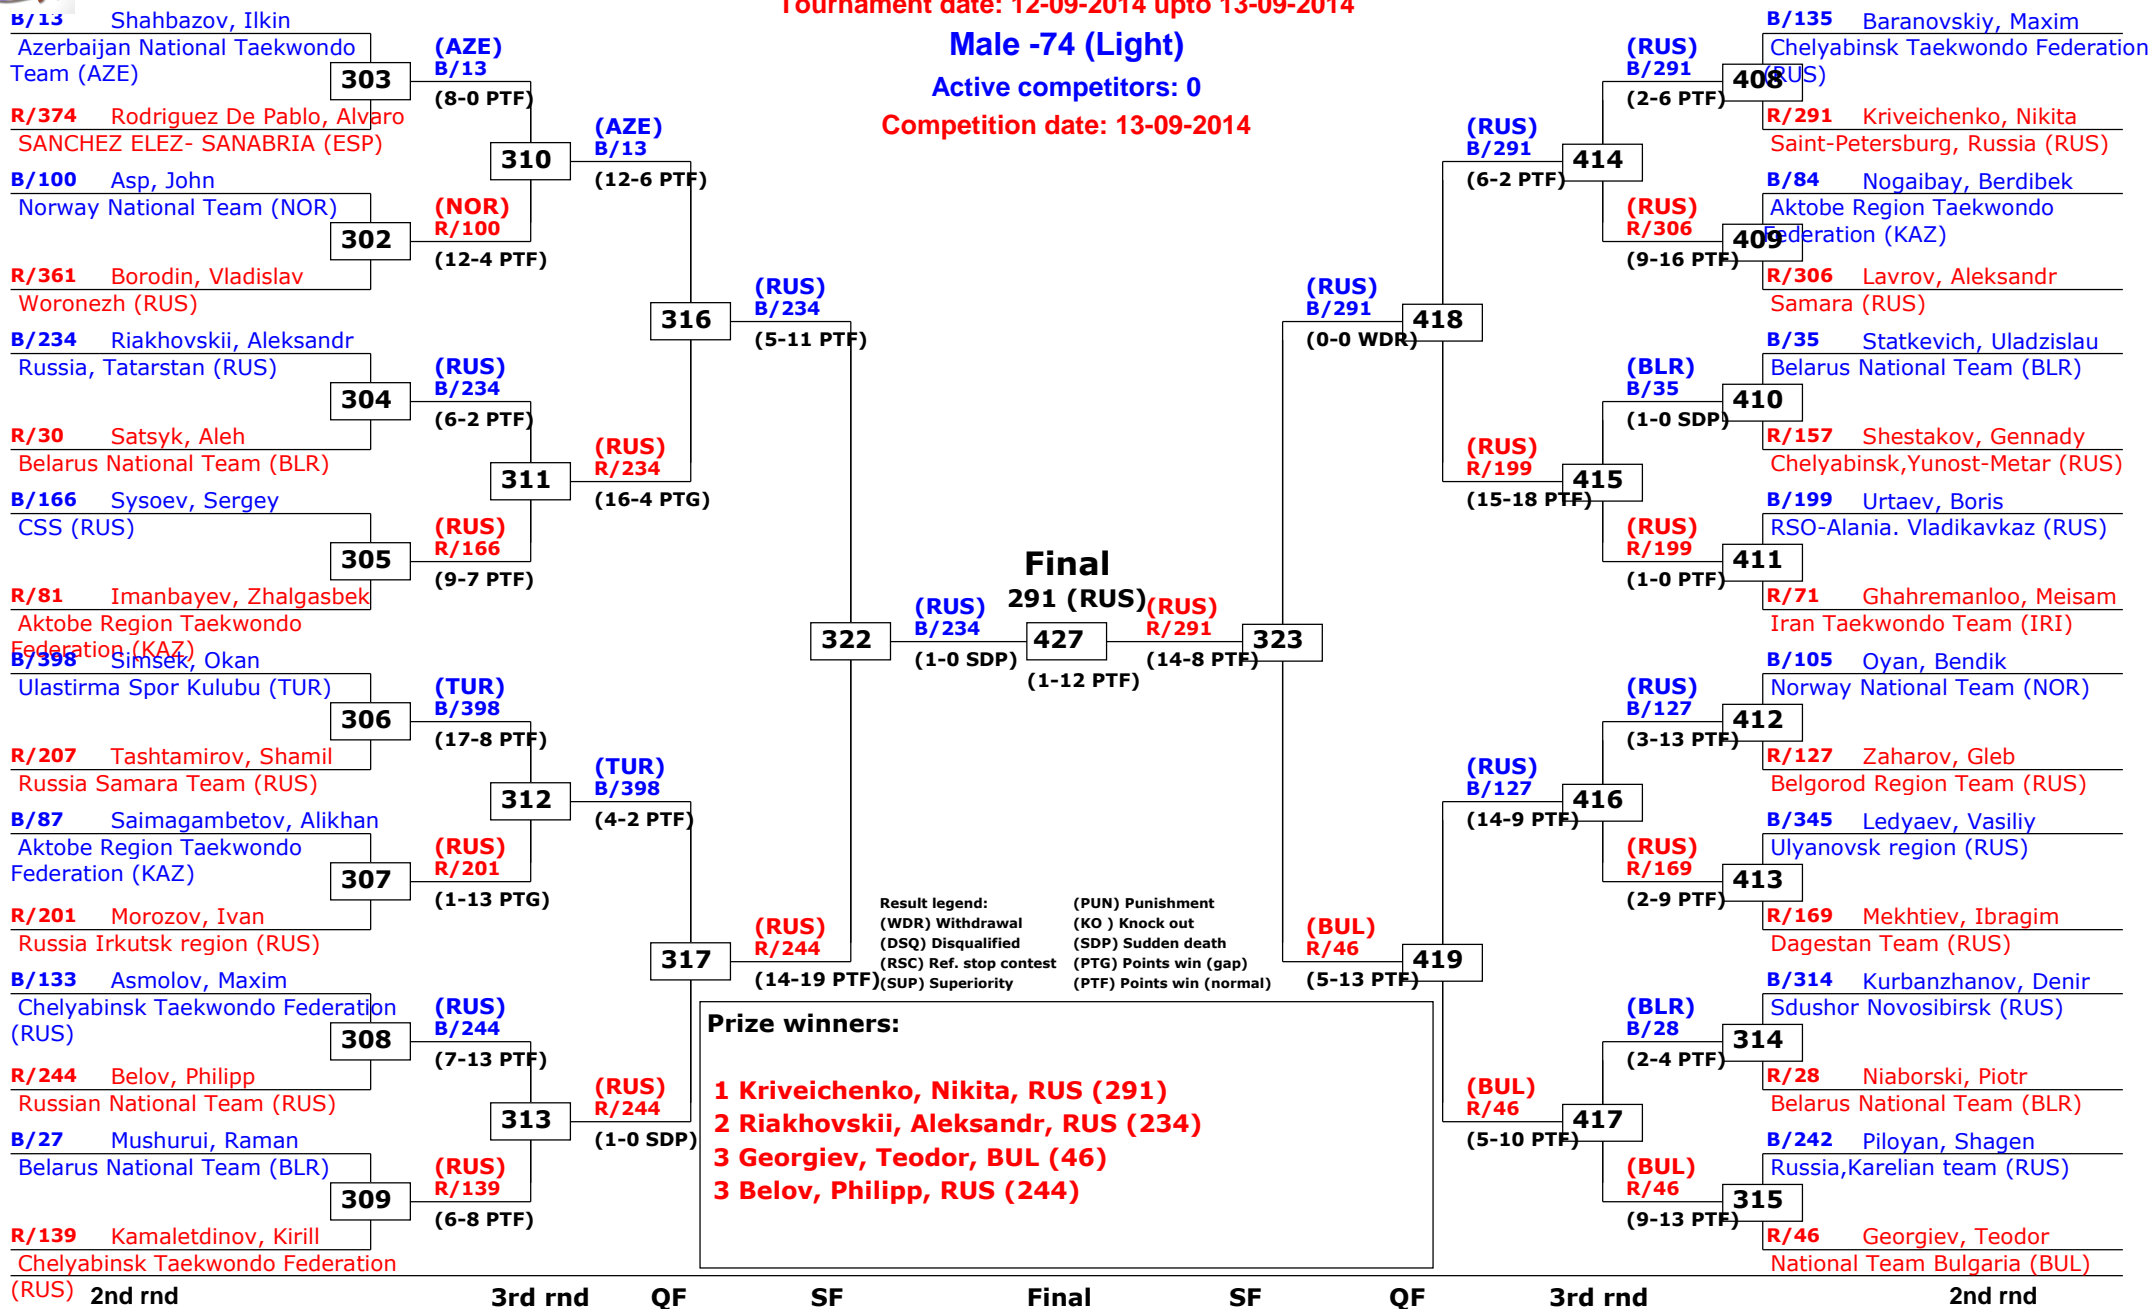 Tournament date: 12-09-2014 upto 13-09-2014
Male -74 (Light)
Active competitors: 0
Competition date: 13-09-2014
B/13 Shahbazov, Ilkin
Azerbaijan National Taekwondo
Team (AZE)
303
R/374 Rodriguez De Pablo, Alvaro
SANCHEZ ELEZ- SANABRIA (ESP)
B/100 Asp, John
Norway National Team (NOR)
302
R/361 Borodin, Vladislav
Woronezh (RUS)
B/234 Riakhovskii, Aleksandr
Russia, Tatarstan (RUS)
304
R/30 Satsyk, Aleh
Belarus National Team (BLR)
B/166 Sysoev, Sergey
CSS (RUS)
305
R/81 Imanbayev, Zhalgasbek
Aktobe Region Taekwondo
Federation (KAZ)
B/398 Simsek, Okan
Ulastirma Spor Kulubu (TUR)
306
R/207 Tashtamirov, Shamil
Russia Samara Team (RUS)
B/87 Saimagambetov, Alikhan
Aktobe Region Taekwondo
Federation (KAZ)
307
R/201 Morozov, Ivan
Russia Irkutsk region (RUS)
B/133 Asmolov, Maxim
Chelyabinsk Taekwondo Federation
(RUS)
308
R/244 Belov, Philipp
Russian National Team (RUS)
B/27 Mushurui, Raman
Belarus National Team (BLR)
309
R/139 Kamaletdinov, Kirill
Chelyabinsk Taekwondo Federation
(RUS)
(AZE)
B/13
(8-0 PTF)
310
(NOR)
R/100
(12-4 PTF)
(RUS)
B/234
(6-2 PTF)
311
(RUS)
R/166
(9-7 PTF)
(TUR)
B/398
(17-8 PTF)
312
(RUS)
R/201
(1-13 PTG)
(RUS)
B/244
(7-13 PTF)
313
(RUS)
R/139
(6-8 PTF)
(AZE)
B/13
(12-6 PTF)
316
(RUS)
R/234
(16-4 PTG)
(TUR)
B/398
(4-2 PTF)
317
(RUS)
R/244
(1-0 SDP)
(RUS)
B/234
(5-11 PTF)
322
(RUS)
R/244
(14-19 PTF)
(RUS)
B/234
(1-0 SDP)
Final
291 (RUS)
427
(1-12 PTF)
(RUS)
R/291
(14-8 PTF)
323
(RUS)
B/291
(0-0 WDR)
418
(BUL)
R/46
(5-13 PTF)
419
(RUS)
B/291
(6-2 PTF)
414
(RUS)
R/199
(15-18 PTF)
415
(RUS)
B/127
(14-9 PTF)
416
(BUL)
R/46
(5-10 PTF)
417
(RUS)
B/291
(2-6 PTF)
408
(RUS)
R/306
(9-16 PTF)
409
(BLR)
B/35
(1-0 SDP)
410
(RUS)
R/199
(1-0 PTF)
411
(RUS)
B/127
(3-13 PTF)
412
(RUS)
R/169
(2-9 PTF)
413
(BLR)
B/28
(2-4 PTF)
314
(BUL)
R/46
(9-13 PTF)
315
B/135 Baranovskiy, Maxim
Chelyabinsk Taekwondo Federation
(RUS)
R/291 Kriveichenko, Nikita
Saint-Petersburg, Russia (RUS)
B/84 Nogaibay, Berdibek
Aktobe Region Taekwondo
Federation (KAZ)
R/306 Lavrov, Aleksandr
Samara (RUS)
B/35 Statkevich, Uladzislau
Belarus National Team (BLR)
R/157 Shestakov, Gennady
Chelyabinsk,Yunost-Metar (RUS)
B/199 Urtaev, Boris
RSO-Alania. Vladikavkaz (RUS)
R/71 Ghahremanloo, Meisam
Iran Taekwondo Team (IRI)
B/105 Oyan, Bendik
Norway National Team (NOR)
R/127 Zaharov, Gleb
Belgorod Region Team (RUS)
B/345 Ledyaev, Vasiliy
Ulyanovsk region (RUS)
R/169 Mekhtiev, Ibragim
Dagestan Team (RUS)
B/314 Kurbanzhanov, Denir
Sdushor Novosibirsk (RUS)
R/28 Niaborski, Piotr
Belarus National Team (BLR)
B/242 Piloyan, Shagen
Russia,Karelian team (RUS)
R/46 Georgiev, Teodor
National Team Bulgaria (BUL)
Result legend: (PUN) Punishment
(WDR) Withdrawal (KO ) Knock out
(DSQ) Disqualified (SDP) Sudden death
(RSC) Ref. stop contest (PTG) Points win (gap)
(SUP) Superiority (PTF) Points win (normal)
Prize winners:
1 Kriveichenko, Nikita, RUS (291)
2 Riakhovskii, Aleksandr, RUS (234)
3 Georgiev, Teodor, BUL (46)
3 Belov, Philipp, RUS (244)
2nd rnd 3rd rnd QF SF Final SF QF 3rd rnd 2nd rnd